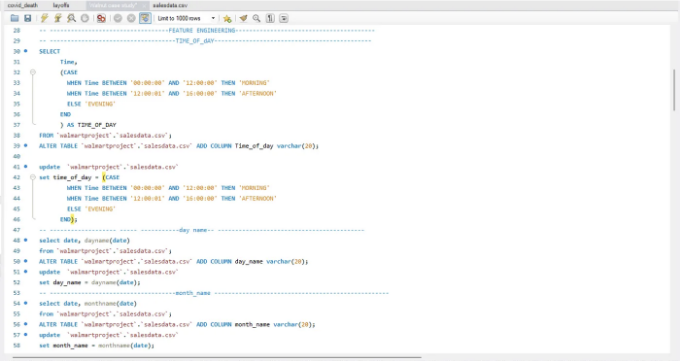 covid_death layoffs walmart case study* salesdata.csv
Limit to 1000 rows
28 -- -------------------------------FEATURE ENGINEERING-------------------------------------
29 -- ---------------------------------TIME_OF_dAY------------------------------------------
30 SELECT
31 Time,
32 (CASE
33 WHEN Time BETWEEN '00:00:00' AND '12:00:00' THEN 'MORNING'
34 WHEN Time BETWEEN '12:00:01' AND '16:00:00' THEN 'AFTERNOON'
35 ELSE 'EVENING'
36 END
37 ) AS TIME_OF_DAY
38 FROM `walmartproject`.`salesdata.csv`;
39 ALTER TABLE `walmartproject`.`salesdata.csv` ADD COLUMN Time_of_day varchar(20);
40
41 update `walmartproject`.`salesdata.csv`
42 set time_of_day = (CASE
43 WHEN Time BETWEEN '00:00:00' AND '12:00:00' THEN 'MORNING'
44 WHEN Time BETWEEN '12:00:01' AND '16:00:00' THEN 'AFTERNOON'
45 ELSE 'EVENING'
46 END);
47 -- ----------------- ----- ----------day name-- ---------------------------------------
48 select date, dayname(date)
49 from `walmartproject`.`salesdata.csv`;
50 ALTER TABLE `walmartproject`.`salesdata.csv` ADD COLUMN day_name varchar(20);
51 update `walmartproject`.`salesdata.csv`
52 set day_name = dayname(date);
53 -- ---------------------------------month_name -----------------------------------------------
54 select date, monthname(date)
55 from `walmartproject`.`salesdata.csv`;
56 ALTER TABLE `walmartproject`.`salesdata.csv` ADD COLUMN month_name varchar(20);
57 update `walmartproject`.`salesdata.csv`
58 set month_name = monthname(date);